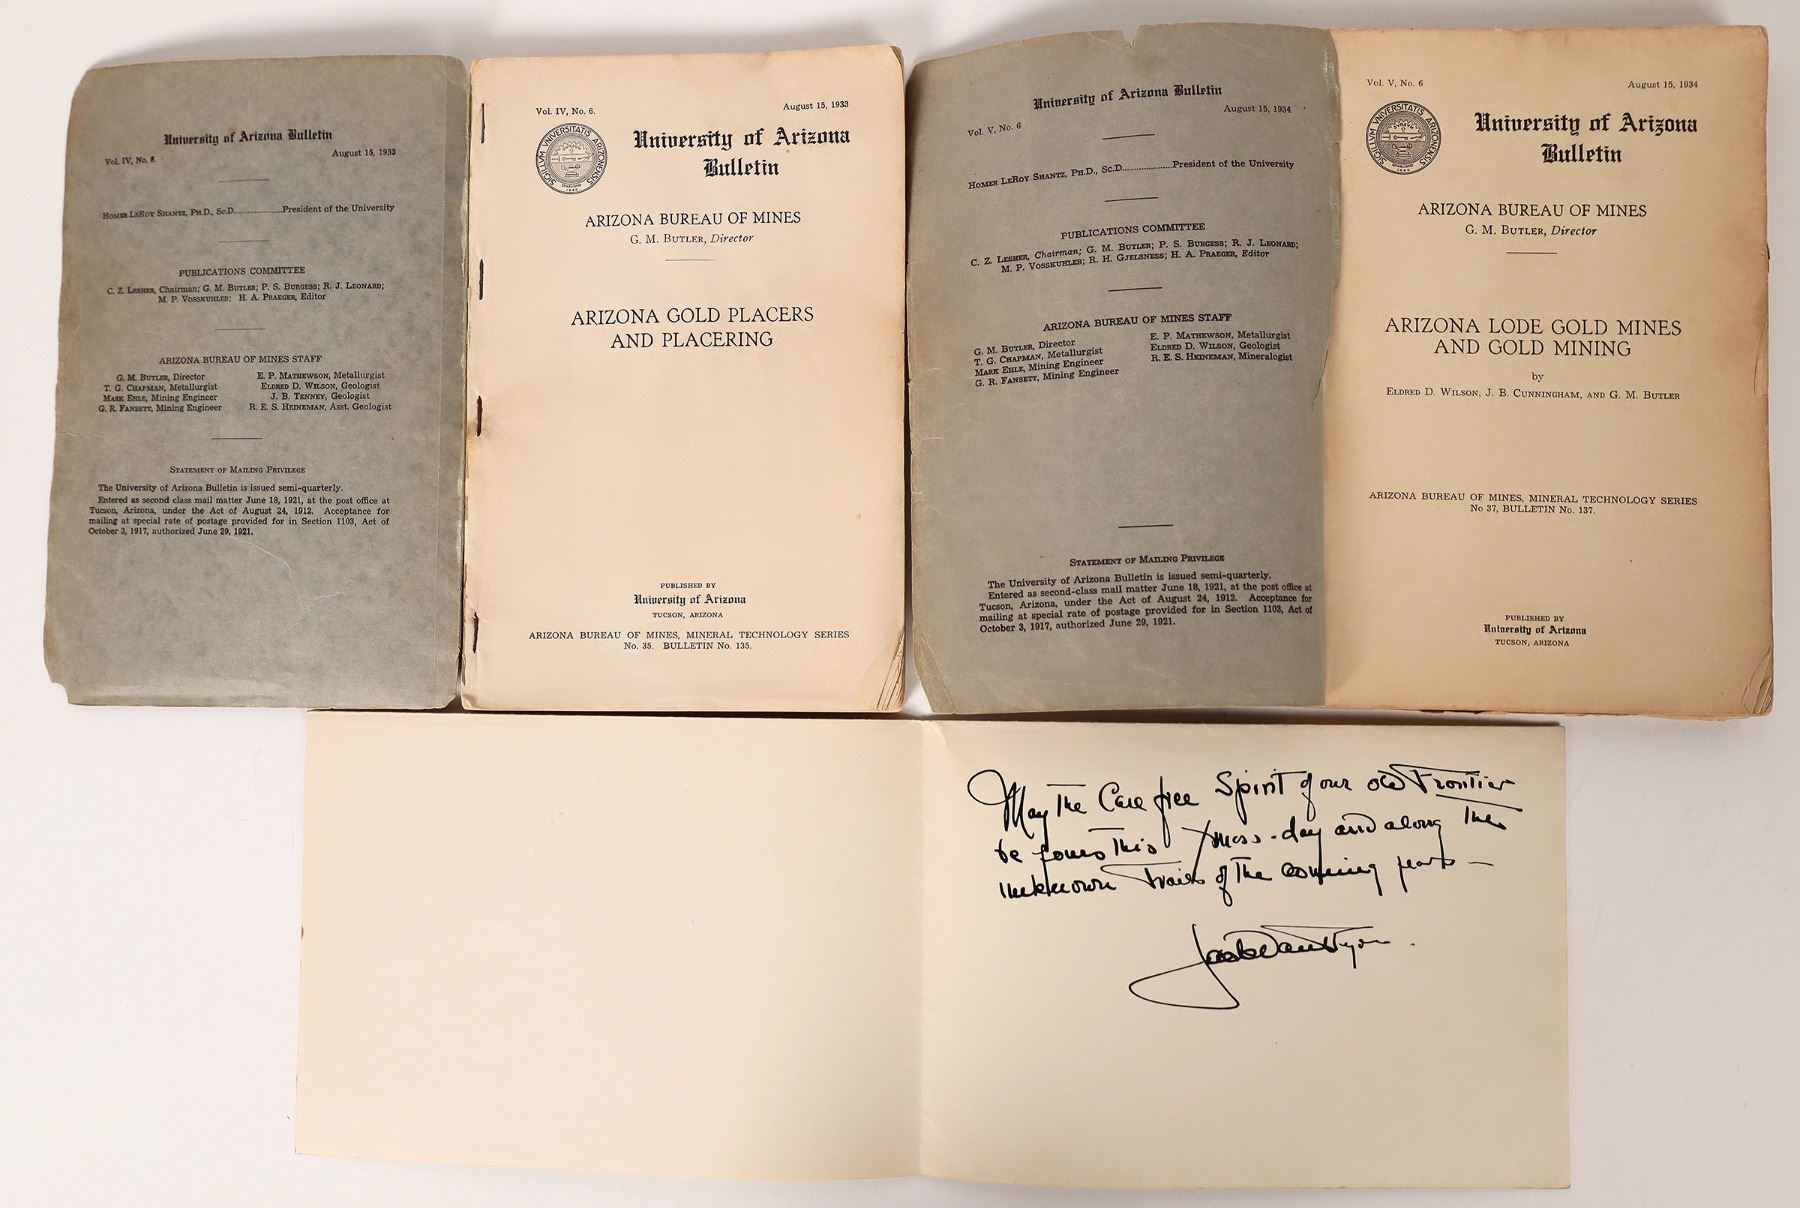 University of Arizona Bulletin
Vol. IV, No. 6. August 15, 1933
Homer LeRoy Shantz, Ph.D., Sc.D....................President of the University
PUBLICATIONS COMMITTEE
C. Z. Lesher, Chairman; G. M. Butler; P. S. Burgess; R. J. Leonard;
M. P. Vosskuhler; H. A. Praeger, Editor
ARIZONA BUREAU OF MINES STAFF
G. M. Butler, Director E. P. Mathewson, Metallurgist
T. G. Chapman, Metallurgist Eldred D. Wilson, Geologist
Mark Ehle, Mining Engineer J. B. Tenney, Geologist
G. R. Fansett, Mining Engineer R. E. S. Heineman, Asst. Geologist
Statement of Mailing Privilege
The University of Arizona Bulletin is issued semi-quarterly.
Entered as second class mail matter June 18, 1921, at the post office at
Tucson, Arizona, under the Act of August 24, 1912. Acceptance for
mailing at special rate of postage provided for in Section 1103, Act of
October 3, 1917, authorized June 29, 1921.
Vol. IV, No. 6. August 15, 1933
SIGILLVM VNIVERSITATIS ARIZONENSIS
University of Arizona
Bulletin
ARIZONA BUREAU OF MINES
G. M. Butler, Director
ARIZONA GOLD PLACERS
AND PLACERING
PUBLISHED BY
University of Arizona
TUCSON, ARIZONA
ARIZONA BUREAU OF MINES, MINERAL TECHNOLOGY SERIES
No. 35. BULLETIN No. 135.
University of Arizona Bulletin
Vol. V, No. 6 August 15, 1934
Homer LeRoy Shantz, Ph.D., Sc.D....................President of the University
PUBLICATIONS COMMITTEE
C. Z. Lesher, Chairman; G. M. Butler; P. S. Burgess; R. J. Leonard;
M. P. Vosskuhler; R. H. Gjelsness; H. A. Praeger, Editor
ARIZONA BUREAU OF MINES STAFF
G. M. Butler, Director E. P. Mathewson, Metallurgist
T. G. Chapman, Metallurgist Eldred D. Wilson, Geologist
Mark Ehle, Mining Engineer R. E. S. Heineman, Mineralogist
G. R. Fansett, Mining Engineer
Statement of Mailing Privilege
The University of Arizona Bulletin is issued semi-quarterly.
Entered as second-class mail matter June 18, 1921, at the post office at
Tucson, Arizona, under the Act of August 24, 1912. Acceptance for
mailing at special rate of postage provided for in Section 1103, Act of
October 3, 1917, authorized June 29, 1921.
Vol. V, No. 6 August 15, 1934
SIGILLVM VNIVERSITATIS ARIZONENSIS
University of Arizona
Bulletin
ARIZONA BUREAU OF MINES
G. M. Butler, Director
ARIZONA LODE GOLD MINES
AND GOLD MINING
by
Eldred D. Wilson, J. B. Cunningham, and G. M. Butler
ARIZONA BUREAU OF MINES, MINERAL TECHNOLOGY SERIES
No 37, BULLETIN No. 137.
PUBLISHED BY
University of Arizona
TUCSON, ARIZONA
May The Care free Spirit of our old Frontier
be yours This Xmass-day and along The
unknown Trails of The coming years —
Jack Van Ryder.